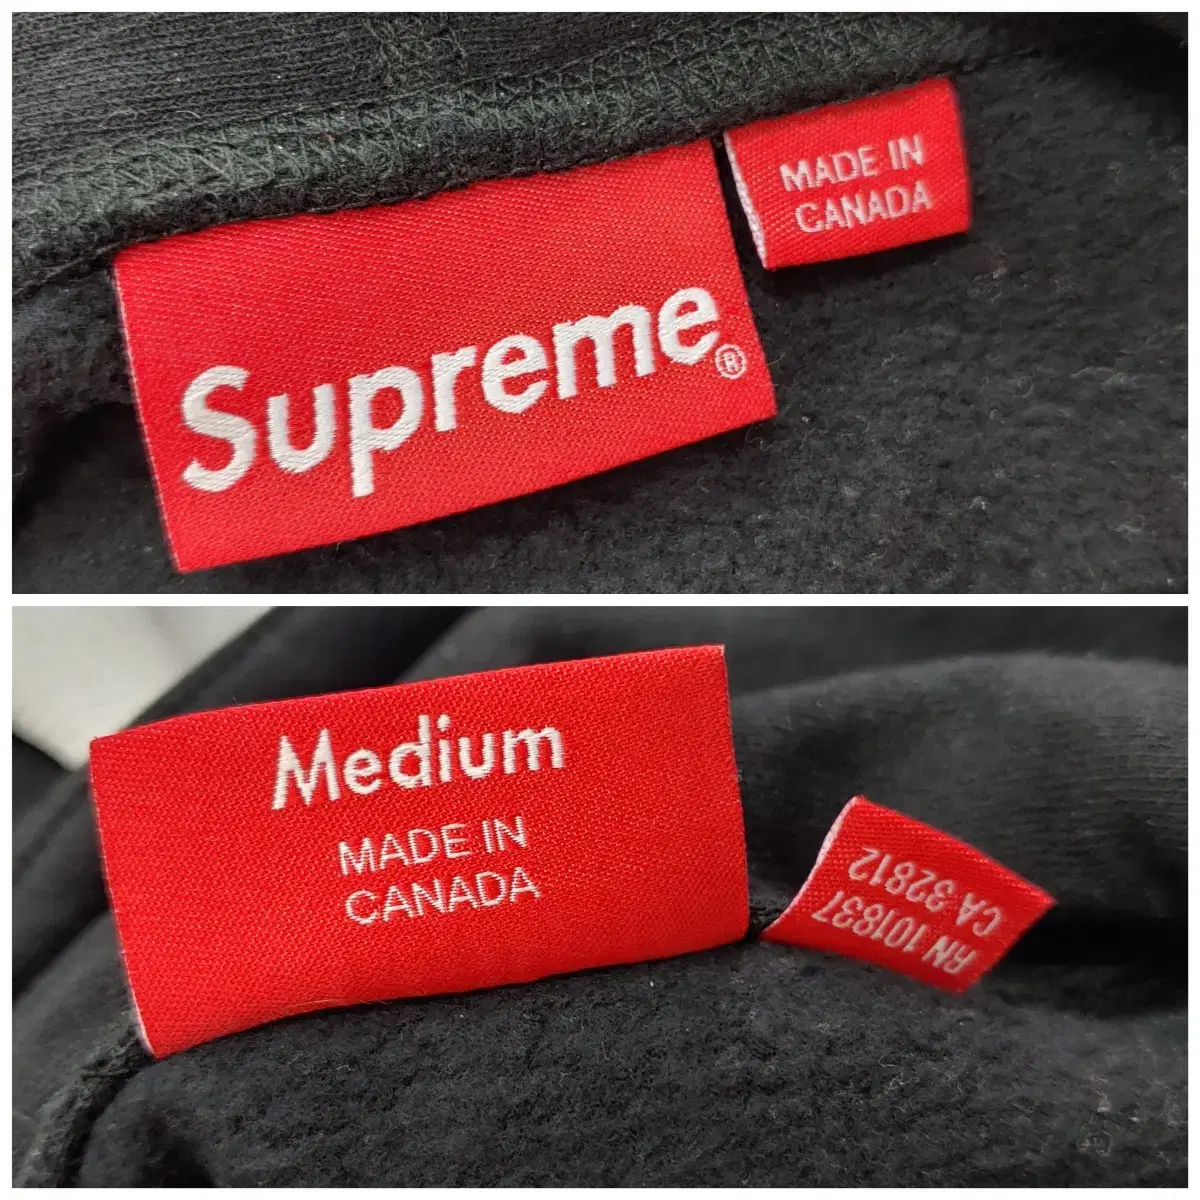 Supreme®
MADE IN
CANADA
Medium
MADE IN
CANADA
RN 101837
CA 32812